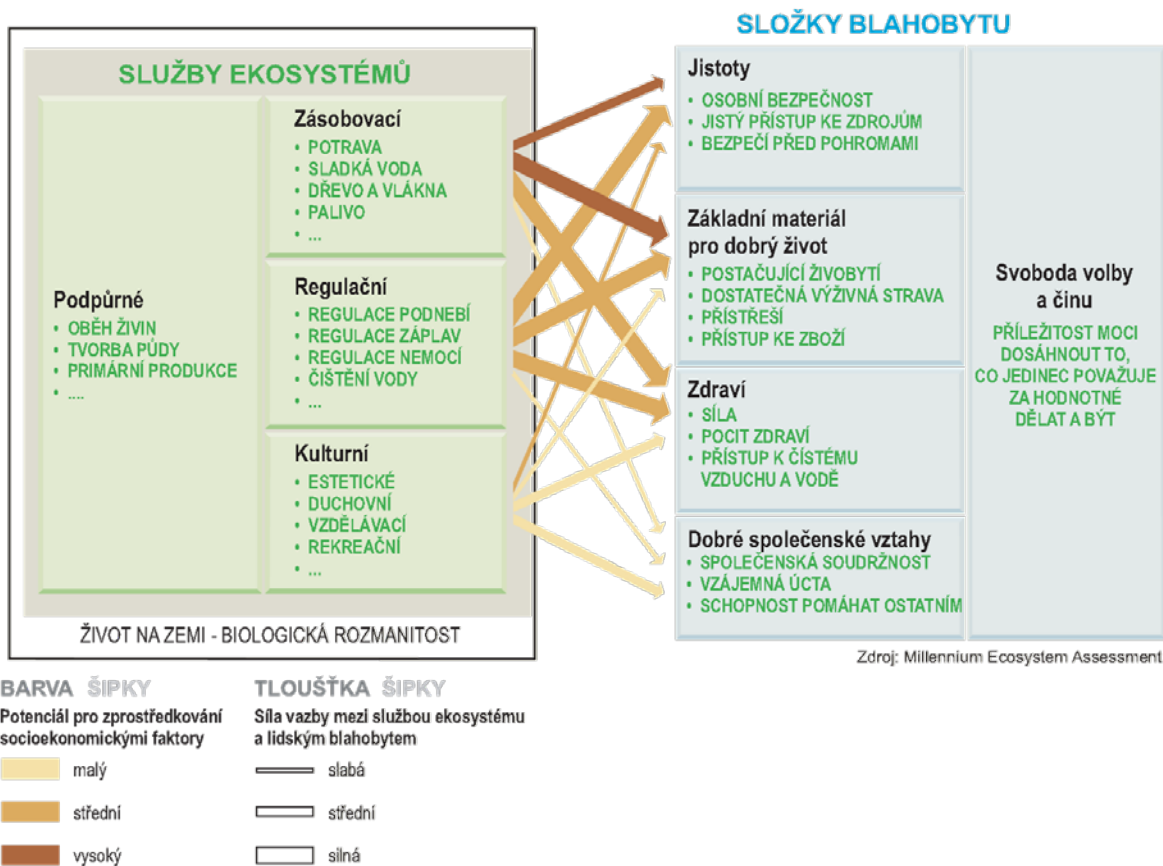 SLUŽBY EKOSYSTÉMŮ
Podpůrné
• OBĚH ŽIVIN
• TVORBA PŮDY
• PRIMÁRNÍ PRODUKCE
• ....
Zásobovací
• POTRAVA
• SLADKÁ VODA
• DŘEVO A VLÁKNA
• PALIVO
• ...
Regulační
• REGULACE PODNEBÍ
• REGULACE ZÁPLAV
• REGULACE NEMOCÍ
• ČIŠTĚNÍ VODY
• ...
Kulturní
• ESTETICKÉ
• DUCHOVNÍ
• VZDĚLÁVACÍ
• REKREAČNÍ
• ...
ŽIVOT NA ZEMI - BIOLOGICKÁ ROZMANITOST
SLOŽKY BLAHOBYTU
Jistoty
• OSOBNÍ BEZPEČNOST
• JISTÝ PŘÍSTUP KE ZDROJŮM
• BEZPEČÍ PŘED POHROMAMI
Základní materiál
pro dobrý život
• POSTAČUJÍCÍ ŽIVOBYTÍ
• DOSTATEČNÁ VÝŽIVNÁ STRAVA
• PŘÍSTŘEŠÍ
• PŘÍSTUP KE ZBOŽÍ
Zdraví
• SÍLA
• POCIT ZDRAVÍ
• PŘÍSTUP K ČÍSTÉMU
VZDUCHU A VODĚ
Dobré společenské vztahy
• SPOLEČENSKÁ SOUDRŽNOST
• VZÁJEMNÁ ÚCTA
• SCHOPNOST POMÁHAT OSTATNÍM
Svoboda volby
a činu
PŘÍLEŽITOST MOCI
DOSÁHNOUT TO,
CO JEDINEC POVAŽUJE
ZA HODNOTNÉ
DĚLAT A BÝT
Zdroj: Millennium Ecosystem Assessment
BARVA ŠIPKY
Potenciál pro zprostředkování
socioekonomickými faktory
malý
střední
vysoký
TLOUŠŤKA ŠIPKY
Síla vazby mezi službou ekosystému
a lidským blahobytem
slabá
střední
silná